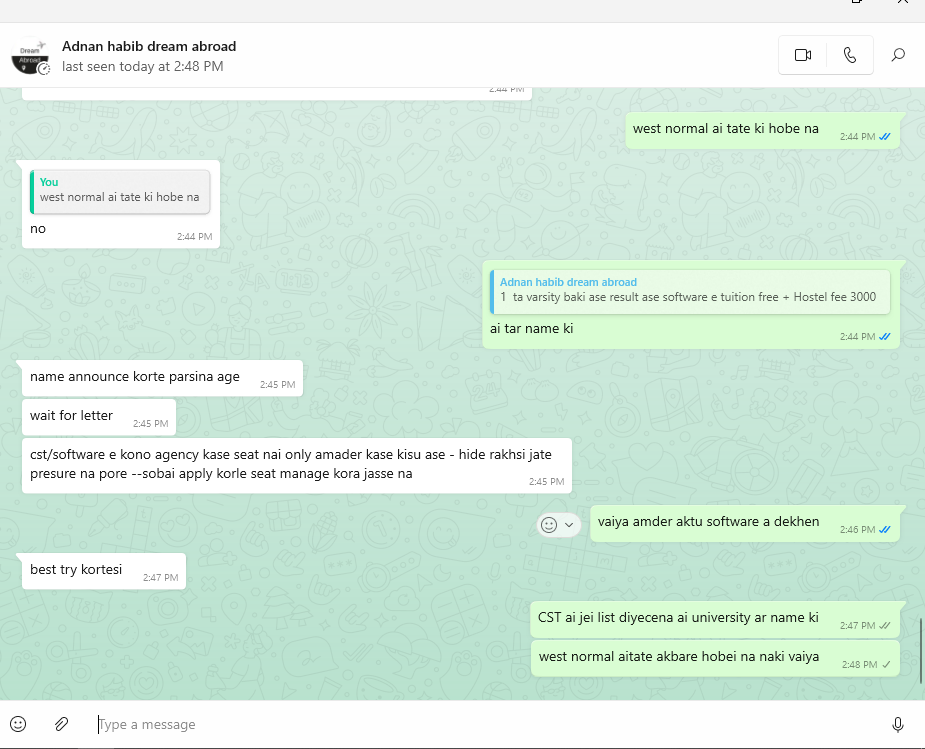 Adnan habib dream abroad
last seen today at 2:48 PM
Dream
Abroad
2:44 PM
west normal ai tate ki hobe na
2:44 PM
You
west normal ai tate ki hobe na
no
2:44 PM
Adnan habib dream abroad
1 ta varsity baki ase result ase software e tuition free + Hostel fee 3000
ai tar name ki
2:44 PM
name announce korte parsina age
2:45 PM
wait for letter
2:45 PM
cst/software e kono agency kase seat nai only amader kase kisu ase - hide rakhsi jate
presure na pore --sobai apply korle seat manage kora jasse na
2:45 PM
vaiya amder aktu software a dekhen
2:46 PM
best try kortesi
2:47 PM
CST ai jei list diyecena ai university ar name ki
2:47 PM
west normal aitate akbare hobei na naki vaiya
2:48 PM
Type a message